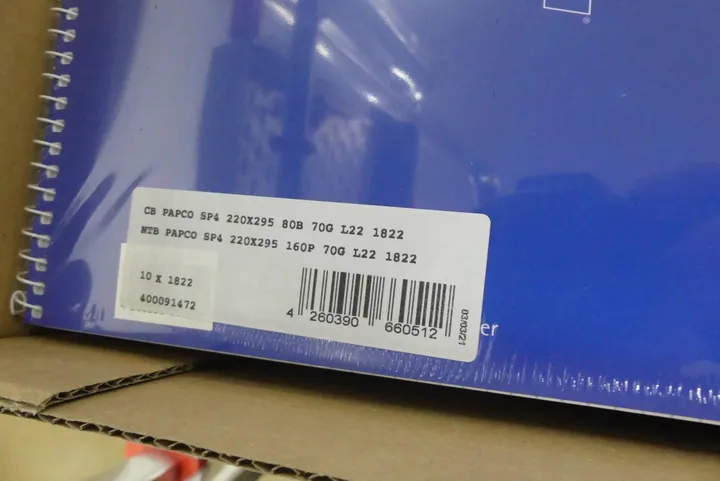 CB PAPCO SP4 220X295 80B 70G L22 1822
NTB PAPCO SP4 220X295 160P 70G L22 1822
10 X 1822
400091472
4 260390 660512
03/03/21
er